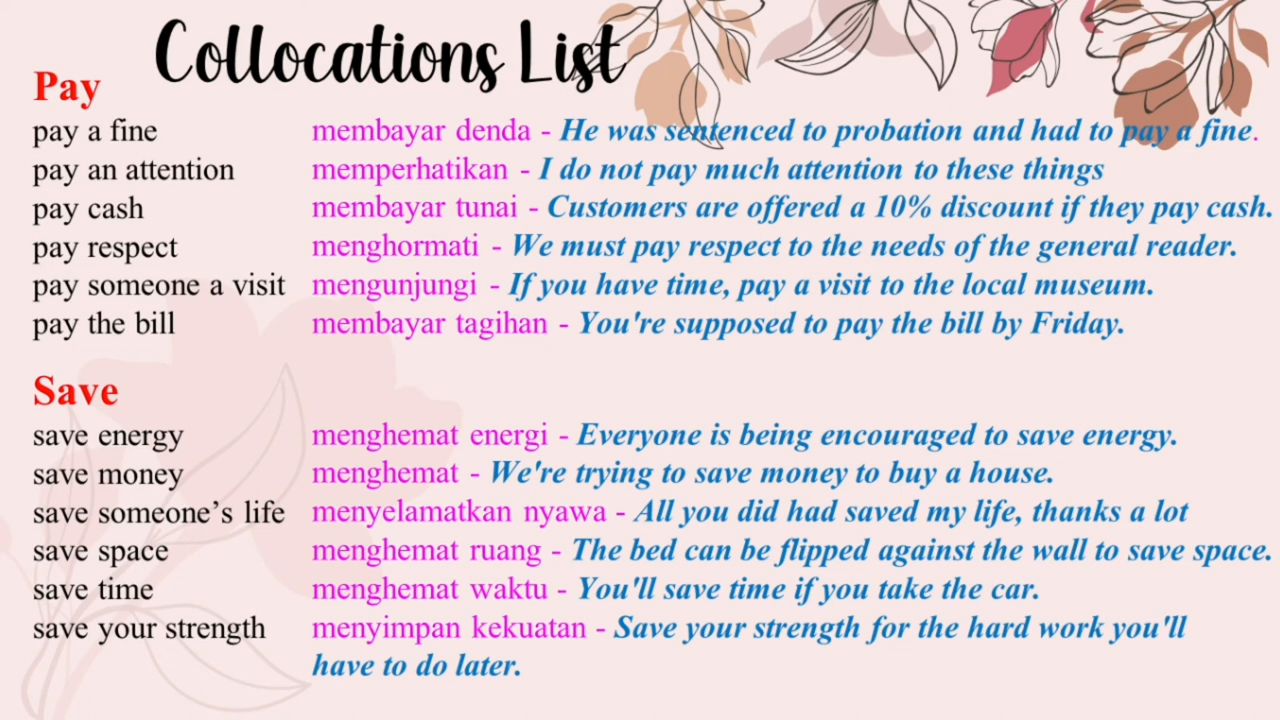 Collocations List
Pay
pay a fine membayar denda - He was sentenced to probation and had to pay a fine.
pay an attention memperhatikan - I do not pay much attention to these things
pay cash membayar tunai - Customers are offered a 10% discount if they pay cash.
pay respect menghormati - We must pay respect to the needs of the general reader.
pay someone a visit mengunjungi - If you have time, pay a visit to the local museum.
pay the bill membayar tagihan - You're supposed to pay the bill by Friday.
Save
save energy menghemat energi - Everyone is being encouraged to save energy.
save money menghemat - We're trying to save money to buy a house.
save someone’s life menyelamatkan nyawa - All you did had saved my life, thanks a lot
save space menghemat ruang - The bed can be flipped against the wall to save space.
save time menghemat waktu - You'll save time if you take the car.
save your strength menyimpan kekuatan - Save your strength for the hard work you'll
have to do later.